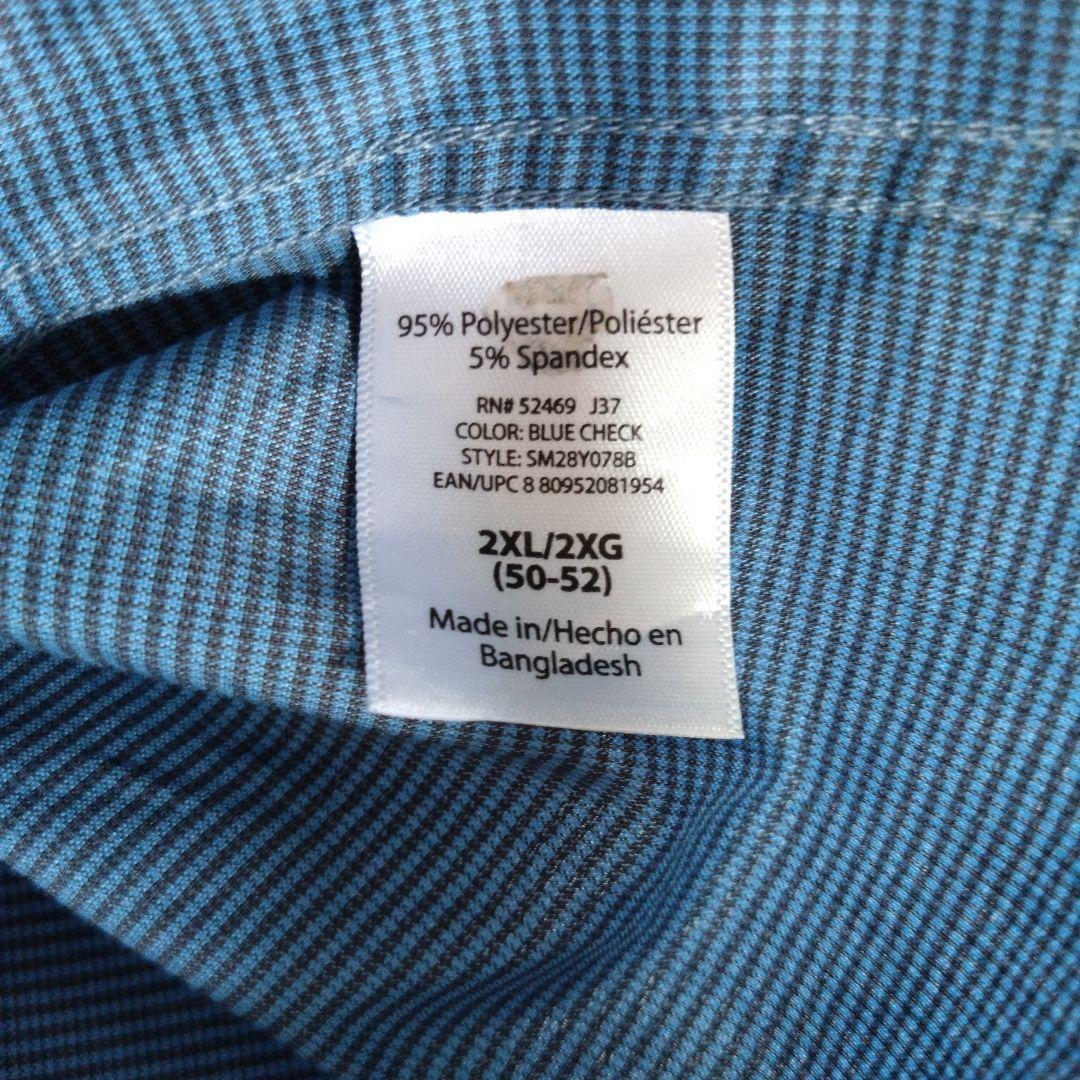 95% Polyester/Poliéster
5% Spandex
RN# 52469 J37
COLOR: BLUE CHECK
STYLE: SM28Y078B
EAN/UPC 8 80952081954
2XL/2XG
(50-52)
Made in/Hecho en
Bangladesh